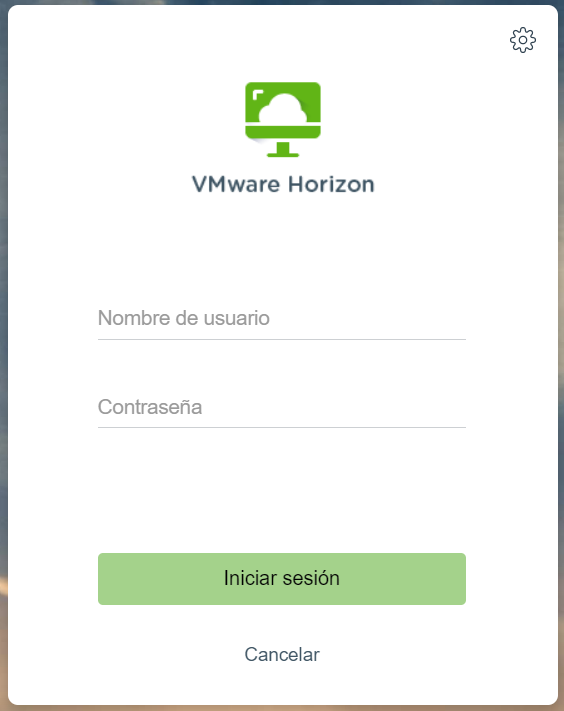 VMware Horizon
Nombre de usuario
Contraseña
Iniciar sesión
Cancelar